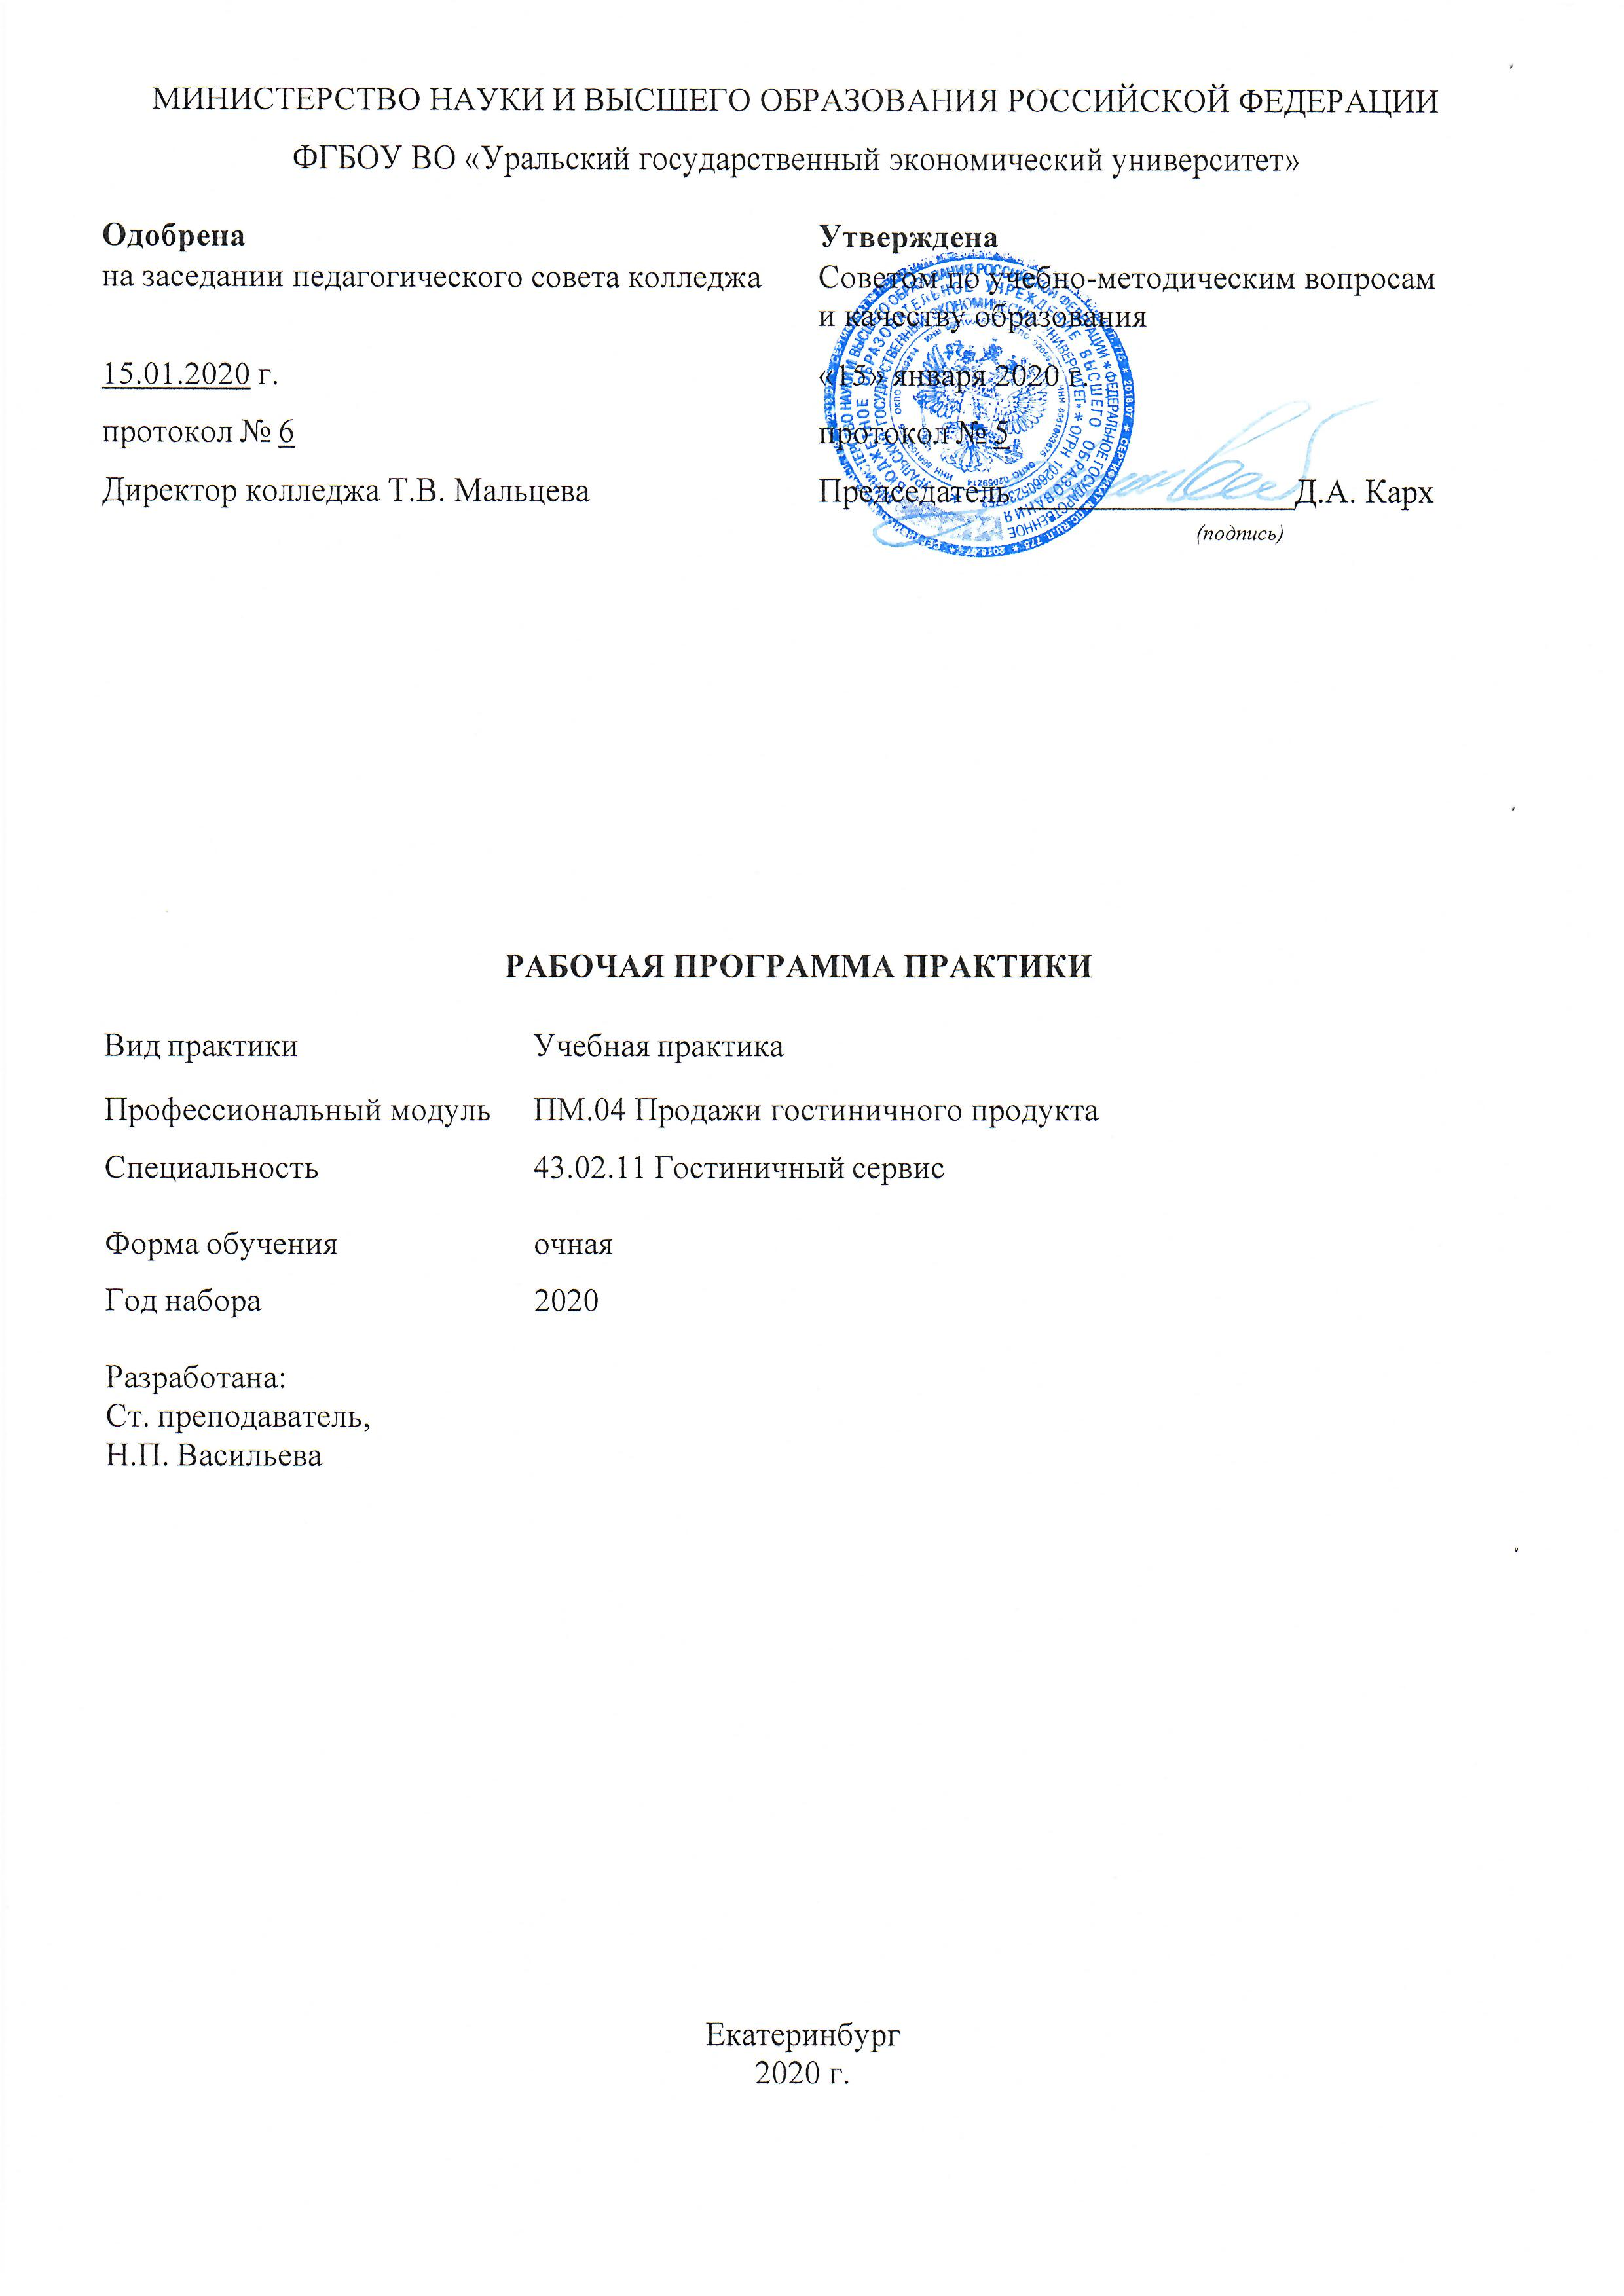 МИНИСТЕРСТВО НАУКИ И ВЫСШЕГО ОБРАЗОВАНИЯ РОССИЙСКОЙ ФЕДЕРАЦИИ
ФГБОУ ВО «Уральский государственный экономический университет»
Одобрена
на заседании педагогического совета колледжа
15.01.2020 г.
протокол № 6
Директор колледжа Т.В. Мальцева
Утверждена
Советом по учебно-методическим вопросам
и качеству образования
«15» января 2020 г.
протокол № 5
Председатель Д.А. Карх
(подпись)
РАБОЧАЯ ПРОГРАММА ПРАКТИКИ
Вид практики Учебная практика
Профессиональный модуль ПМ.04 Продажи гостиничного продукта
Специальность 43.02.11 Гостиничный сервис
Форма обучения очная
Год набора 2020
Разработана:
Ст. преподаватель,
Н.П. Васильева
Екатеринбург
2020 г.